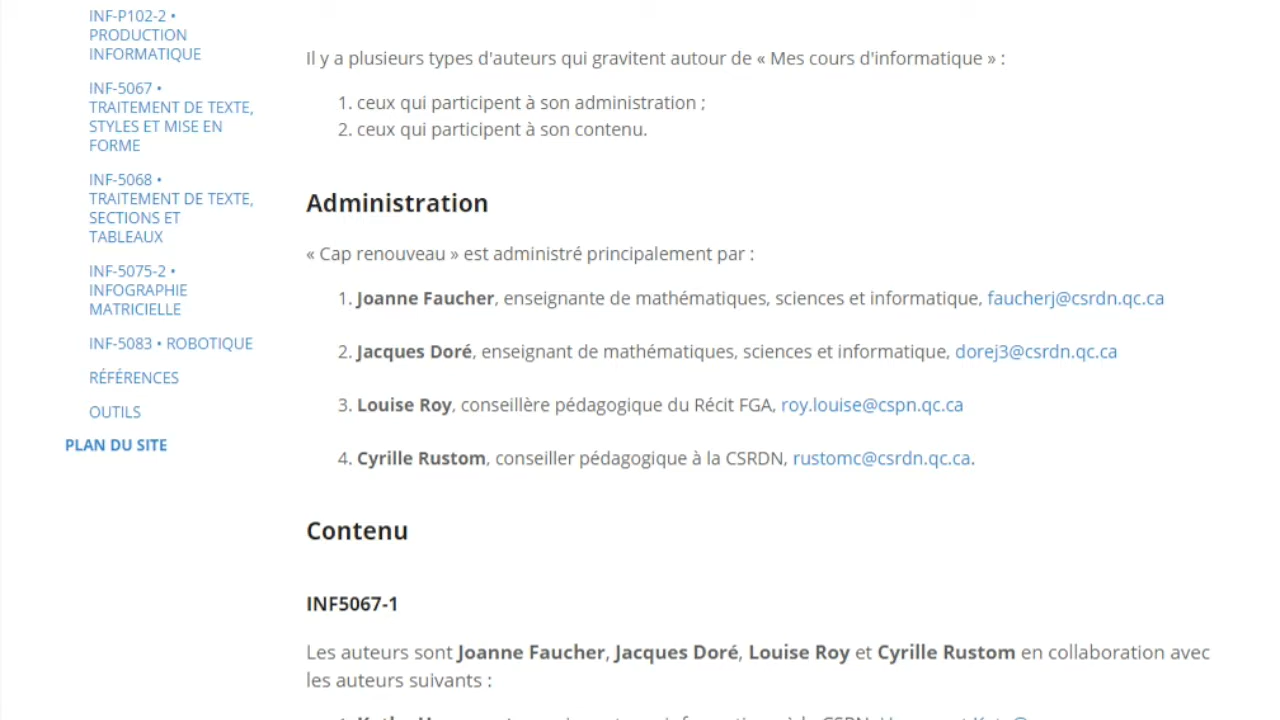 INF-P102-2 •
PRODUCTION
INFORMATIQUE
INF-5067 •
TRAITEMENT DE TEXTE,
STYLES ET MISE EN
FORME
INF-5068 •
TRAITEMENT DE TEXTE,
SECTIONS ET
TABLEAUX
INF-5075-2 •
INFOGRAPHIE
MATRICIELLE
INF-5083 • ROBOTIQUE
RÉFÉRENCES
OUTILS
PLAN DU SITE
Il y a plusieurs types d'auteurs qui gravitent autour de « Mes cours d'informatique » :
1. ceux qui participent à son administration ;
2. ceux qui participent à son contenu.
Administration
« Cap renouveau » est administré principalement par :
1. Joanne Faucher, enseignante de mathématiques, sciences et informatique, faucherj@csrdn.qc.ca
2. Jacques Doré, enseignant de mathématiques, sciences et informatique, dorej3@csrdn.qc.ca
3. Louise Roy, conseillère pédagogique du Récit FGA, roy.louise@cspn.qc.ca
4. Cyrille Rustom, conseiller pédagogique à la CSRDN, rustomc@csrdn.qc.ca.
Contenu
INF5067-1
Les auteurs sont Joanne Faucher, Jacques Doré, Louise Roy et Cyrille Rustom en collaboration avec
les auteurs suivants :